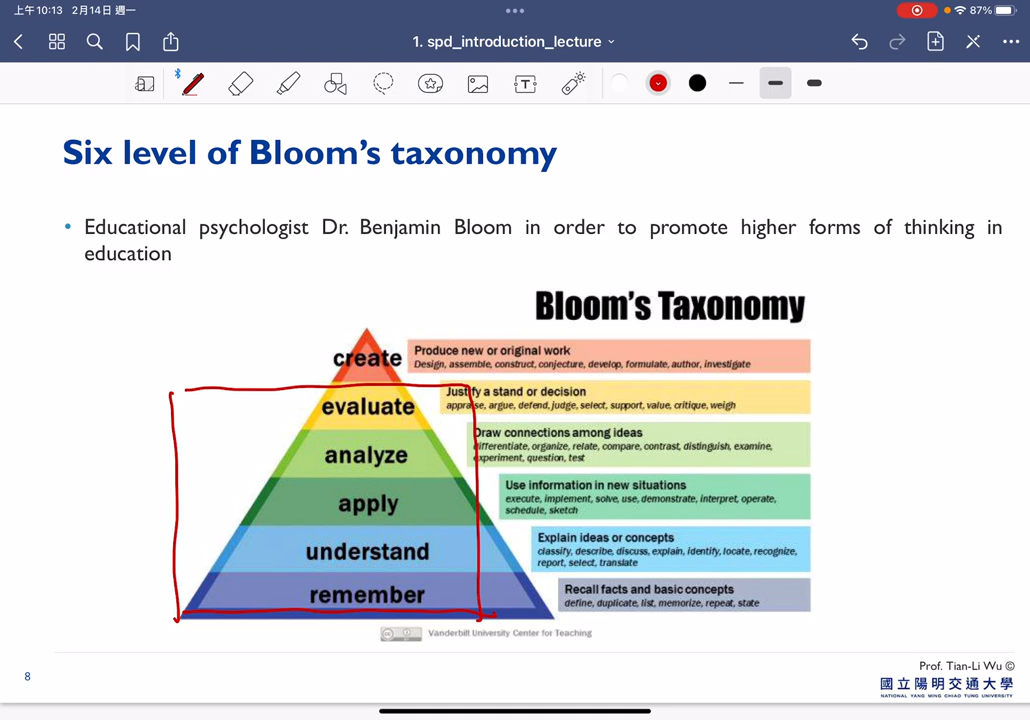 上午10:13 2月14日 週一
87%
1. spd_introduction_lecture
T
Six level of Bloom's taxonomy
• Educational psychologist Dr. Benjamin Bloom in order to promote higher forms of thinking in
education
Bloom's Taxonomy
create
Produce new or original work
Design, assemble, construct, conjecture, develop, formulate, author, investigate
evaluate
Justify a stand or decision
appraise, argue, defend, judge, select, support, value, critique, weigh
analyze
Draw connections among ideas
differentiate, organize, relate, compare, contrast, distinguish, examine,
experiment, question, test
apply
Use information in new situations
execute, implement, solve, use, demonstrate, interpret, operate,
schedule, sketch
understand
Explain ideas or concepts
classify, describe, discuss, explain, identify, locate, recognize,
report, select, translate
remember
Recall facts and basic concepts
define, duplicate, list, memorize, repeat, state
cc Vanderbilt University Center for Teaching
Prof. Tian-Li Wu ©
8
國立陽明交通大學
NATIONAL YANG MING CHIAO TUNG UNIVERSITY